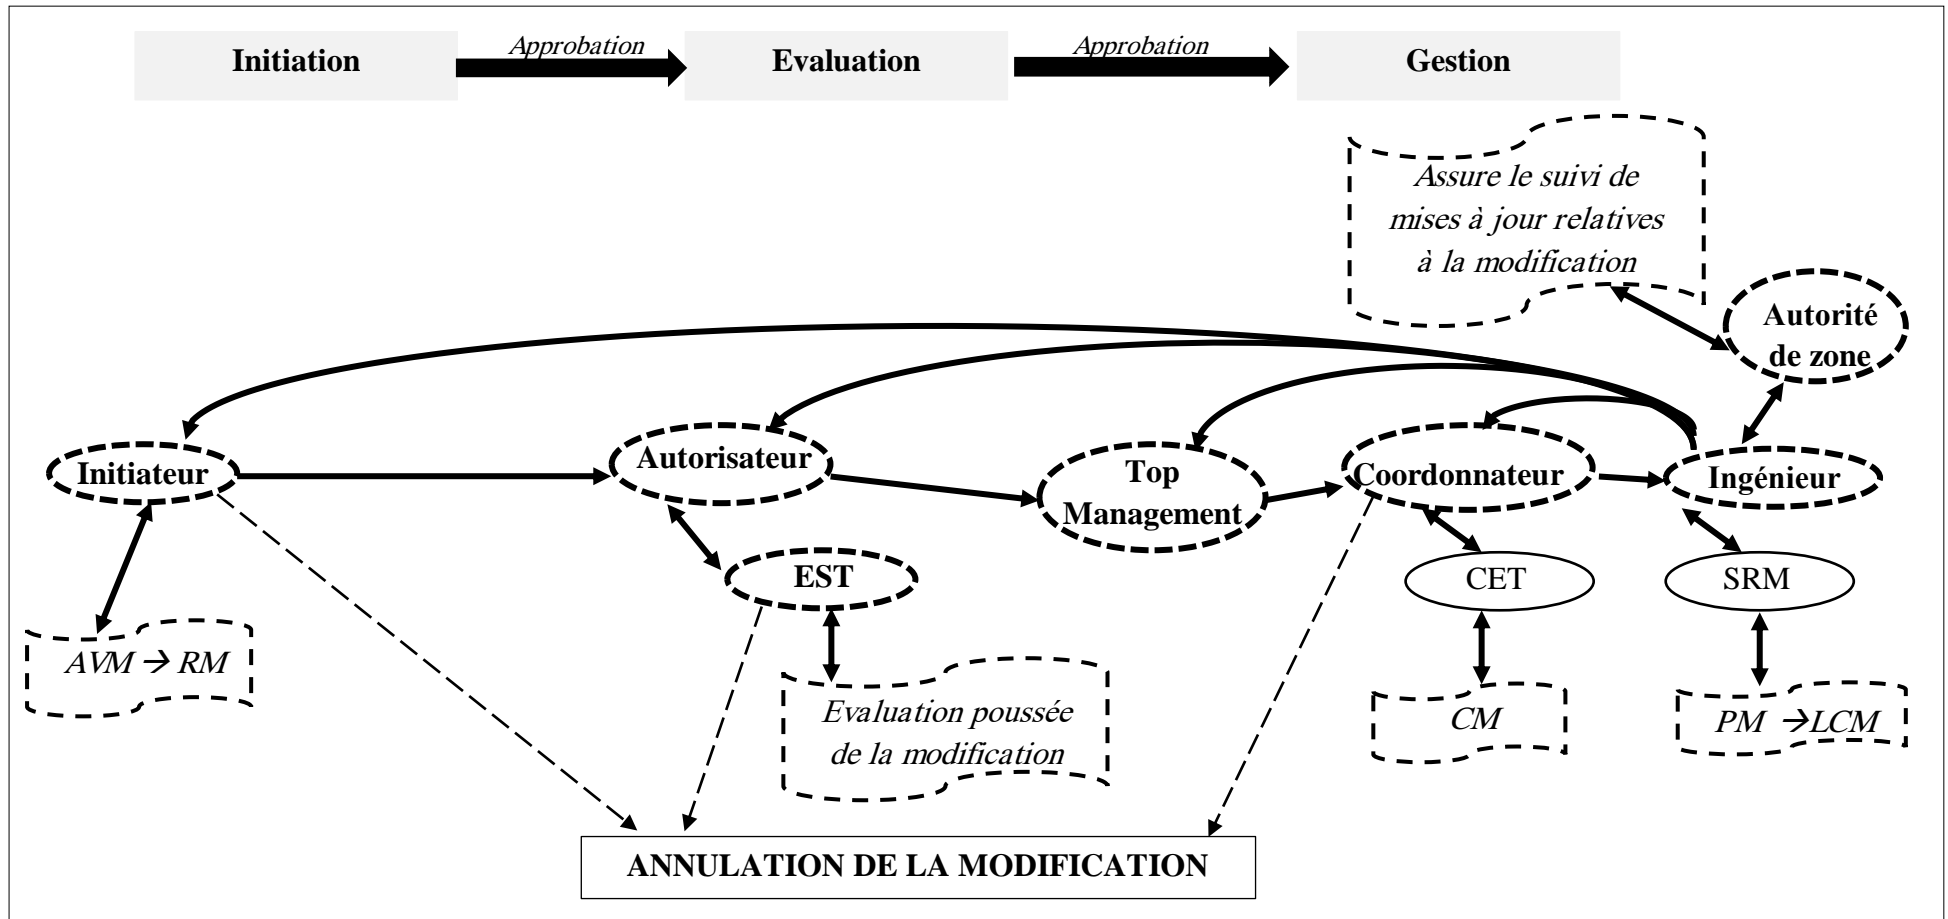 Initiation
Approbation
Evaluation
Approbation
Gestion
Assure le suivi de
mises à jour relatives
à la modification
Autorité
de zone
Initiateur
Autorisateur
Top
Management
Coordonnateur
Ingénieur
EST
CET
SRM
AVM → RM
Evaluation poussée
de la modification
CM
PM →LCM
ANNULATION DE LA MODIFICATION